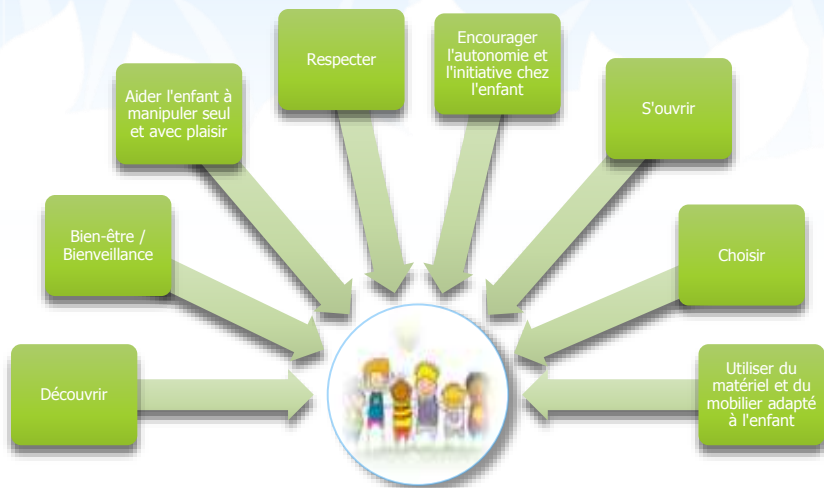 Découvrir
Bien-être /
Bienveillance
Aider l'enfant à
manipuler seul
et avec plaisir
Respecter
Encourager
l'autonomie et
l'initiative chez
l'enfant
S'ouvrir
Choisir
Utiliser du
matériel et du
mobilier adapté
à l'enfant